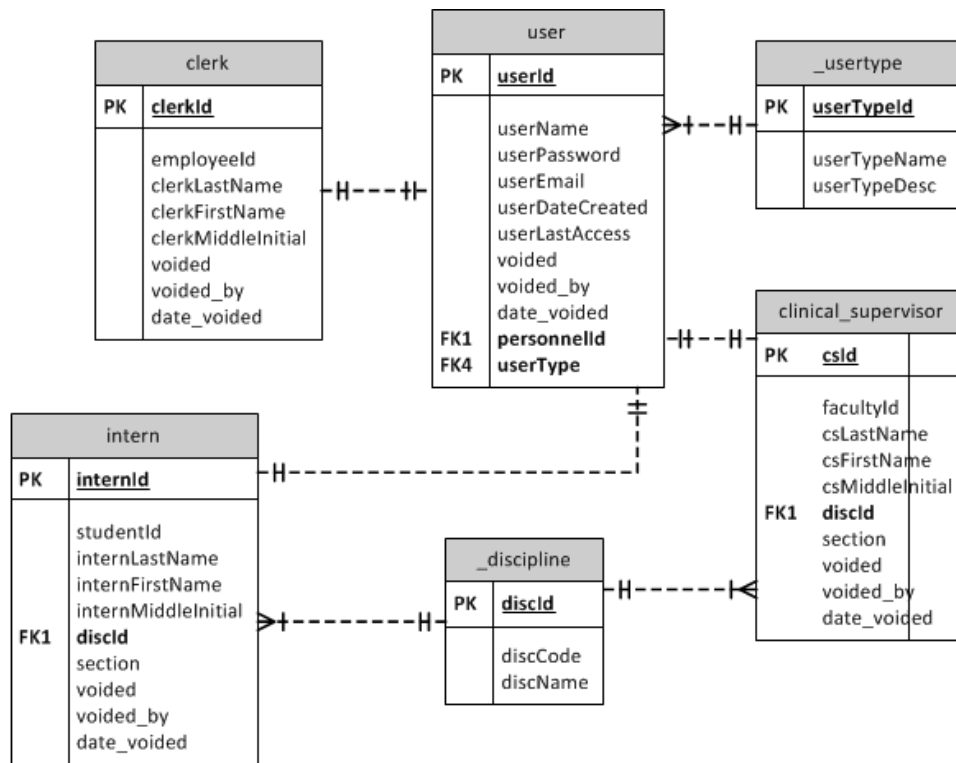 clerk
PK clerkId
employeeId
clerkLastName
clerkFirstName
clerkMiddleInitial
voided
voided_by
date_voided
user
PK userId
userName
userPassword
userEmail
userDateCreated
userLastAccess
voided
voided_by
date_voided
FK1 personnelId
FK4 userType
_usertype
PK userTypeId
userTypeName
userTypeDesc
clinical_supervisor
PK csId
facultyId
csLastName
csFirstName
csMiddleInitial
FK1 discId
section
voided
voided_by
date_voided
intern
PK internId
studentId
internLastName
internFirstName
internMiddleInitial
FK1 discId
section
voided
voided_by
date_voided
_discipline
PK discId
discCode
discName